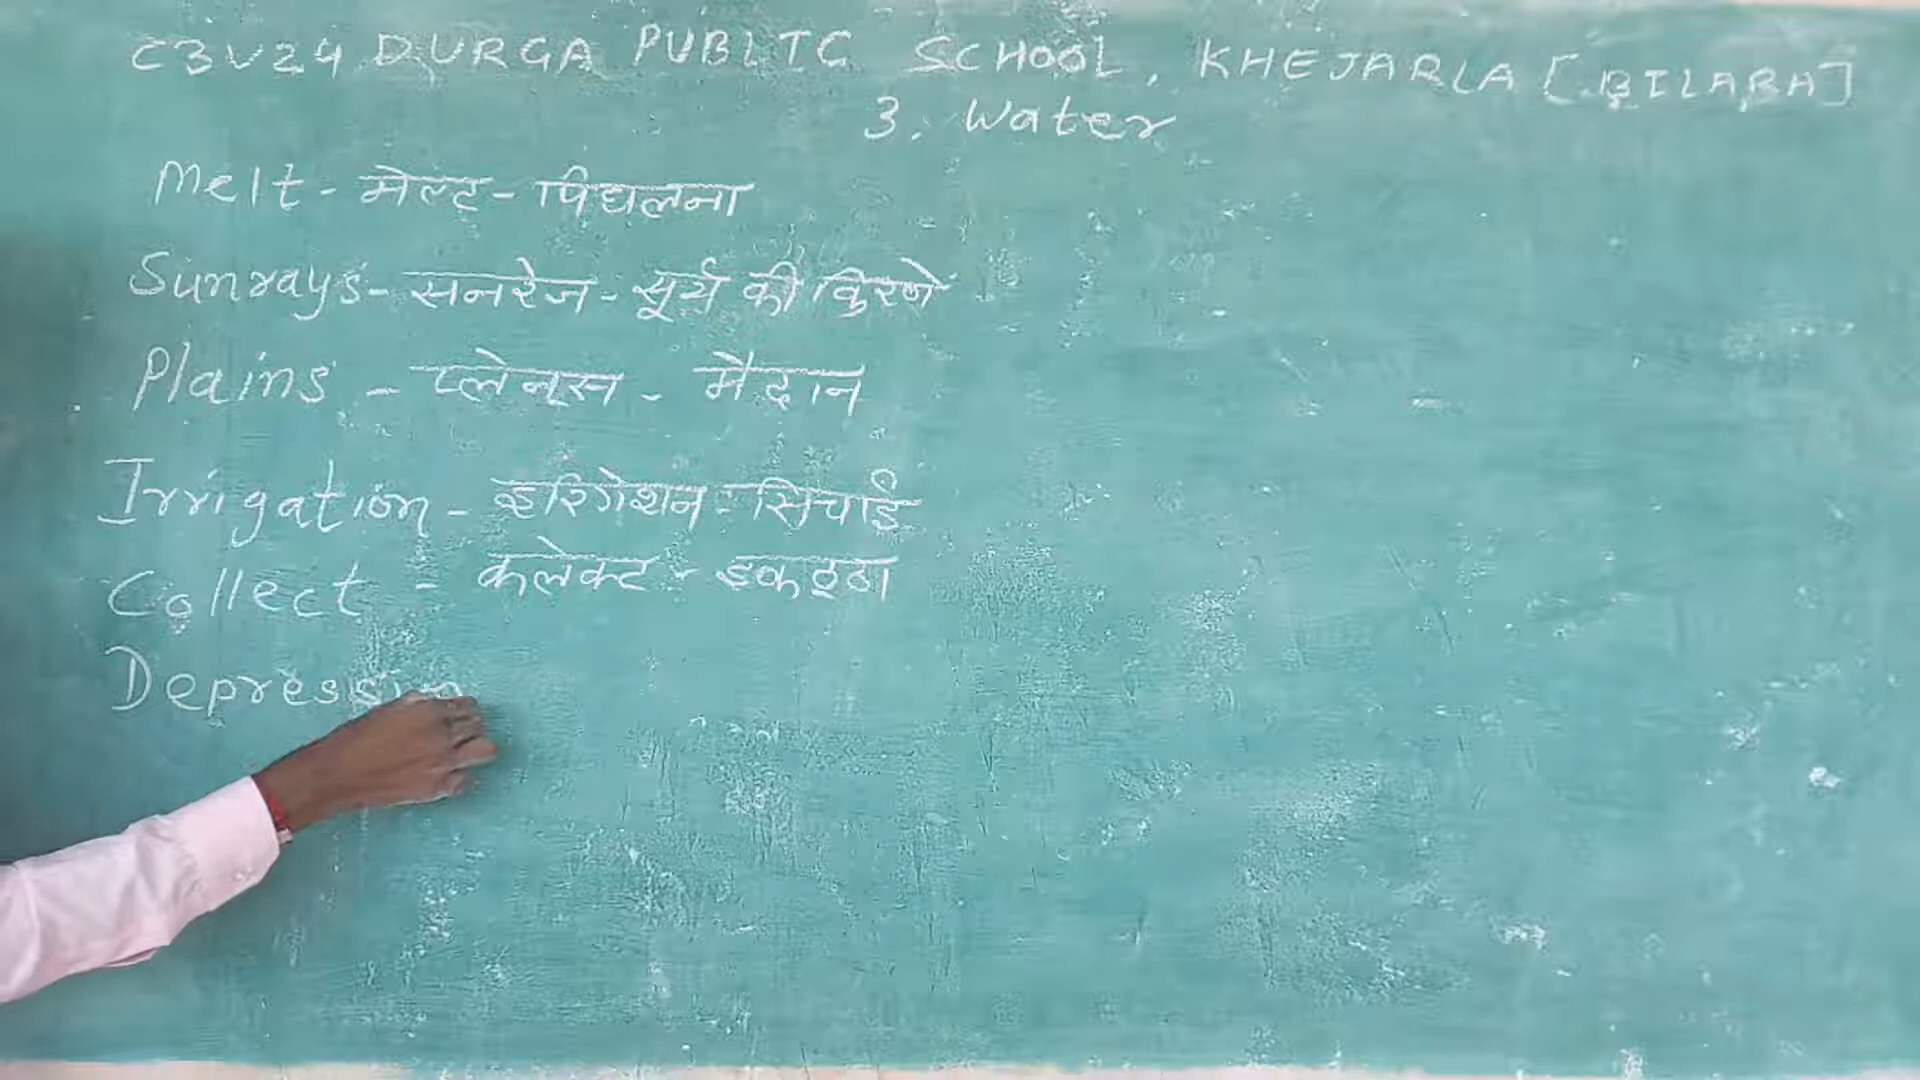 C3V24 DURGA PUBLIC SCHOOL, KHEJARLA [BILARA]
3. Water
Melt - मेल्ट - पिघलना
Sunrays - सनरेज - सूर्य की किरणे
Plains - प्लेन्स - मैदान
Irrigation - इरिगेशन - सिचाई
Collect - कलेक्ट - इकठ्ठा
Depression